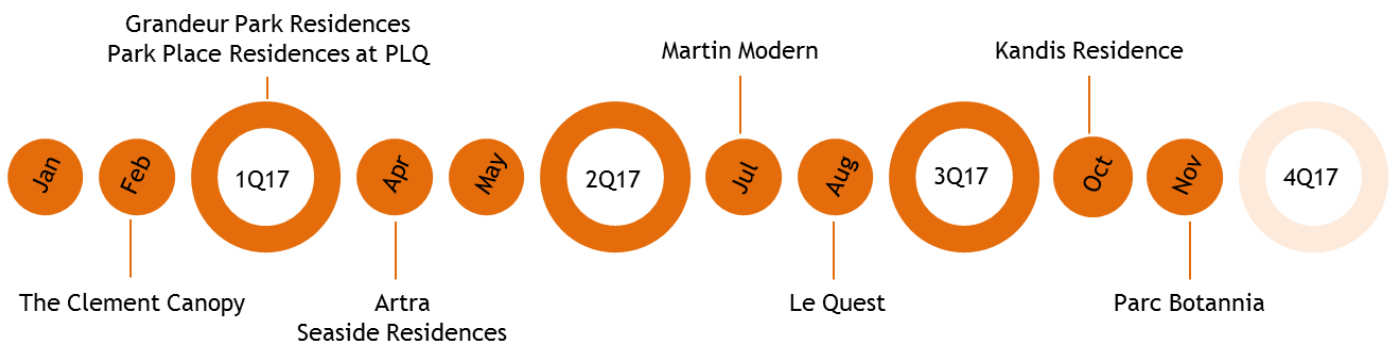 Grandeur Park Residences
Park Place Residences at PLQ
Martin Modern
Kandis Residence
Jan
Feb
1Q17
Apr
May
2Q17
Jul
Aug
3Q17
Oct
Nov
4Q17
The Clement Canopy
Artra
Seaside Residences
Le Quest
Parc Botannia